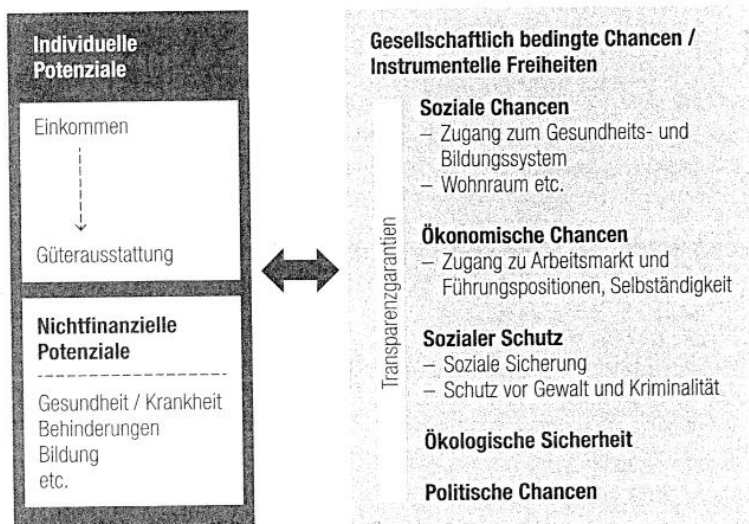 Individuelle
Potenziale
Einkommen
Güterausstattung
Nichtfinanzielle
Potenziale
Gesundheit / Krankheit
Behinderungen
Bildung
etc.
Gesellschaftlich bedingte Chancen /
Instrumentelle Freiheiten
Transparenzgarantien
Soziale Chancen
– Zugang zum Gesundheits- und
Bildungssystem
– Wohnraum etc.
Ökonomische Chancen
– Zugang zu Arbeitsmarkt und
Führungspositionen, Selbständigkeit
Sozialer Schutz
– Soziale Sicherung
– Schutz vor Gewalt und Kriminalität
Ökologische Sicherheit
Politische Chancen